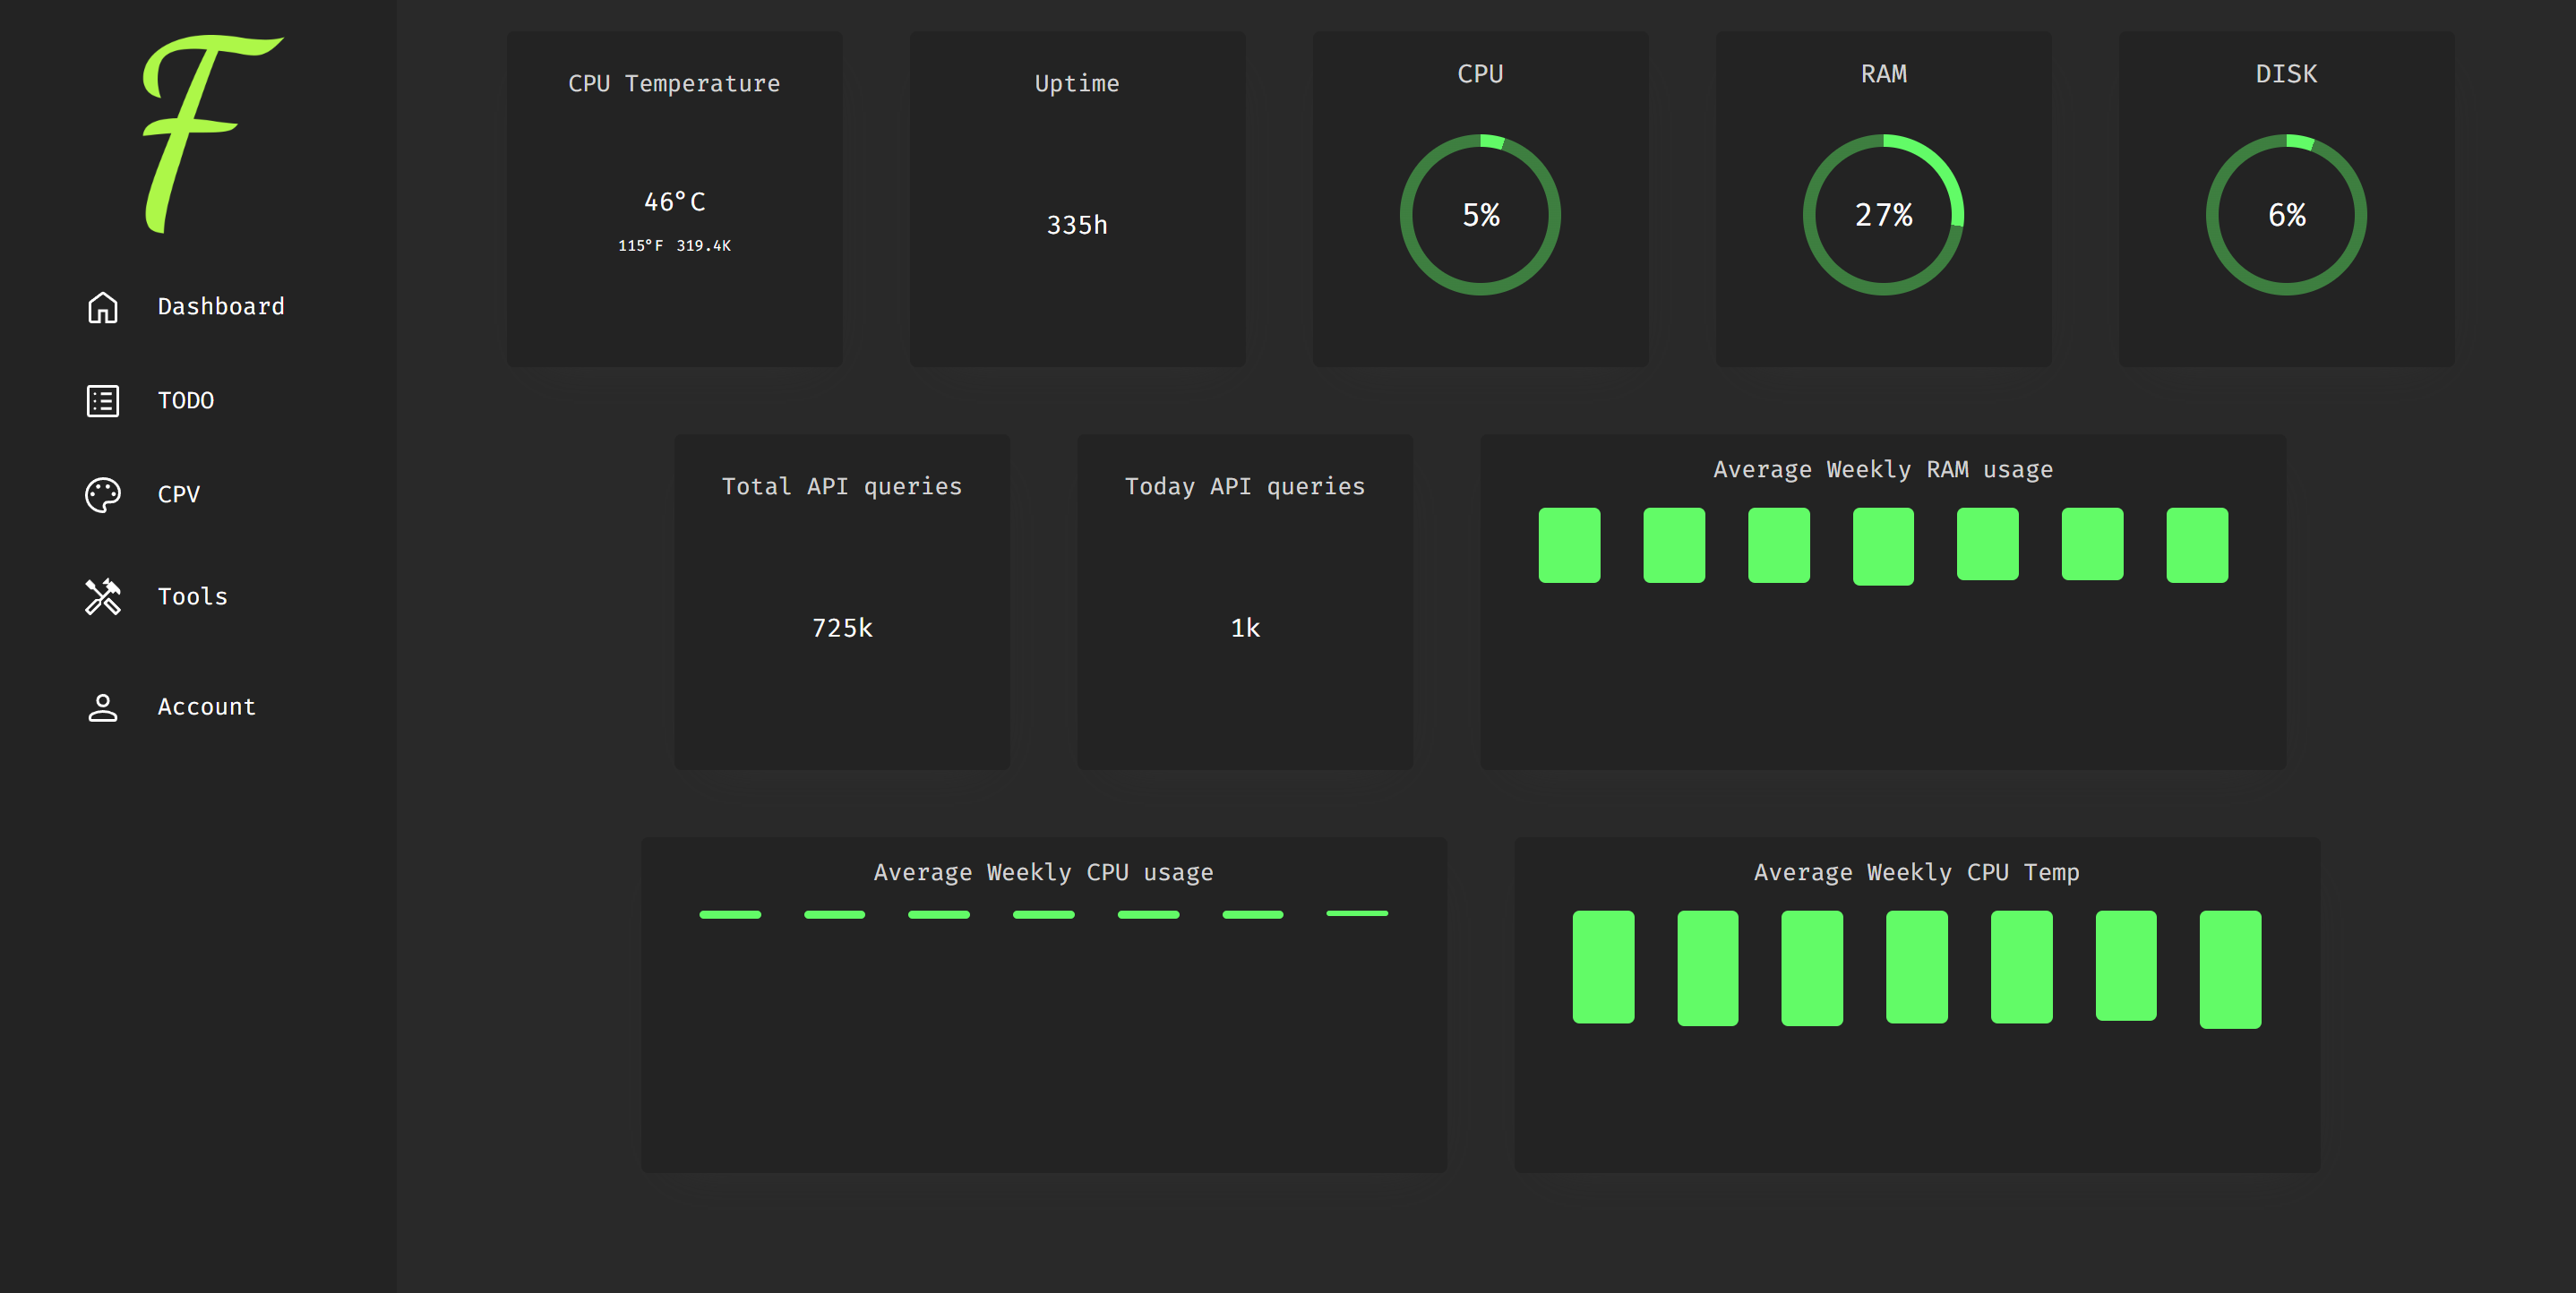 F
Dashboard
TODO
CPV
Tools
Account
CPU Temperature
46°C
115°F 319.4K
Uptime
335h
CPU
5%
RAM
27%
DISK
6%
Total API queries
725k
Today API queries
1k
Average Weekly RAM usage
Average Weekly CPU usage
Average Weekly CPU Temp